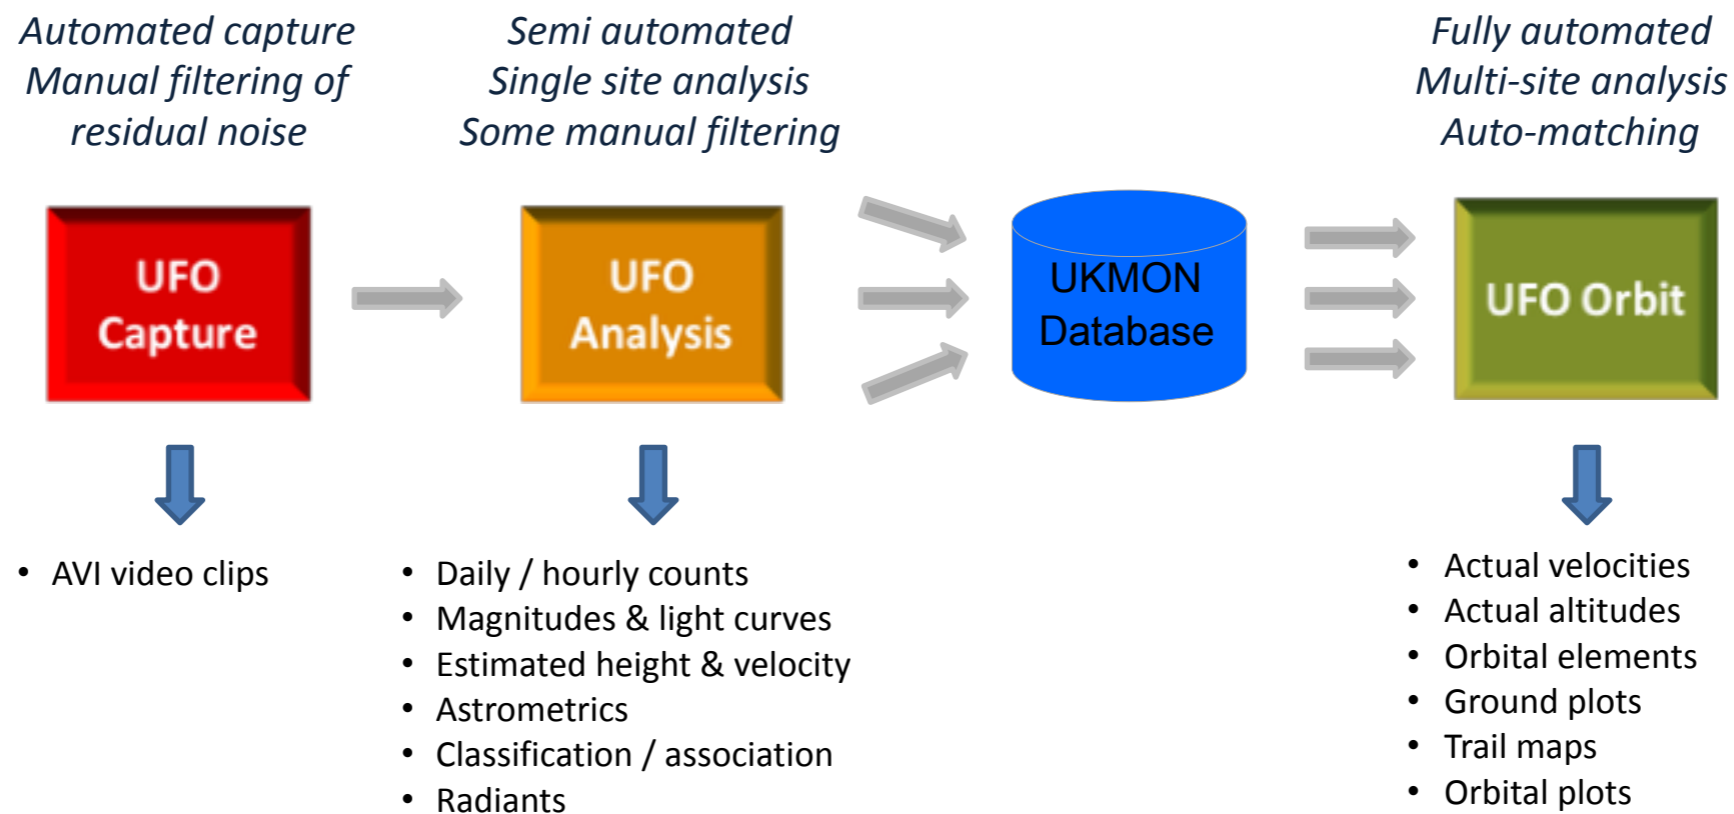 Automated capture
Manual filtering of
residual noise
Semi automated
Single site analysis
Some manual filtering
Fully automated
Multi-site analysis
Auto-matching
UFO
Capture
UFO
Analysis
UKMON
Database
UFO Orbit
• AVI video clips
• Daily / hourly counts
• Magnitudes & light curves
• Estimated height & velocity
• Astrometrics
• Classification / association
• Radiants
• Actual velocities
• Actual altitudes
• Orbital elements
• Ground plots
• Trail maps
• Orbital plots